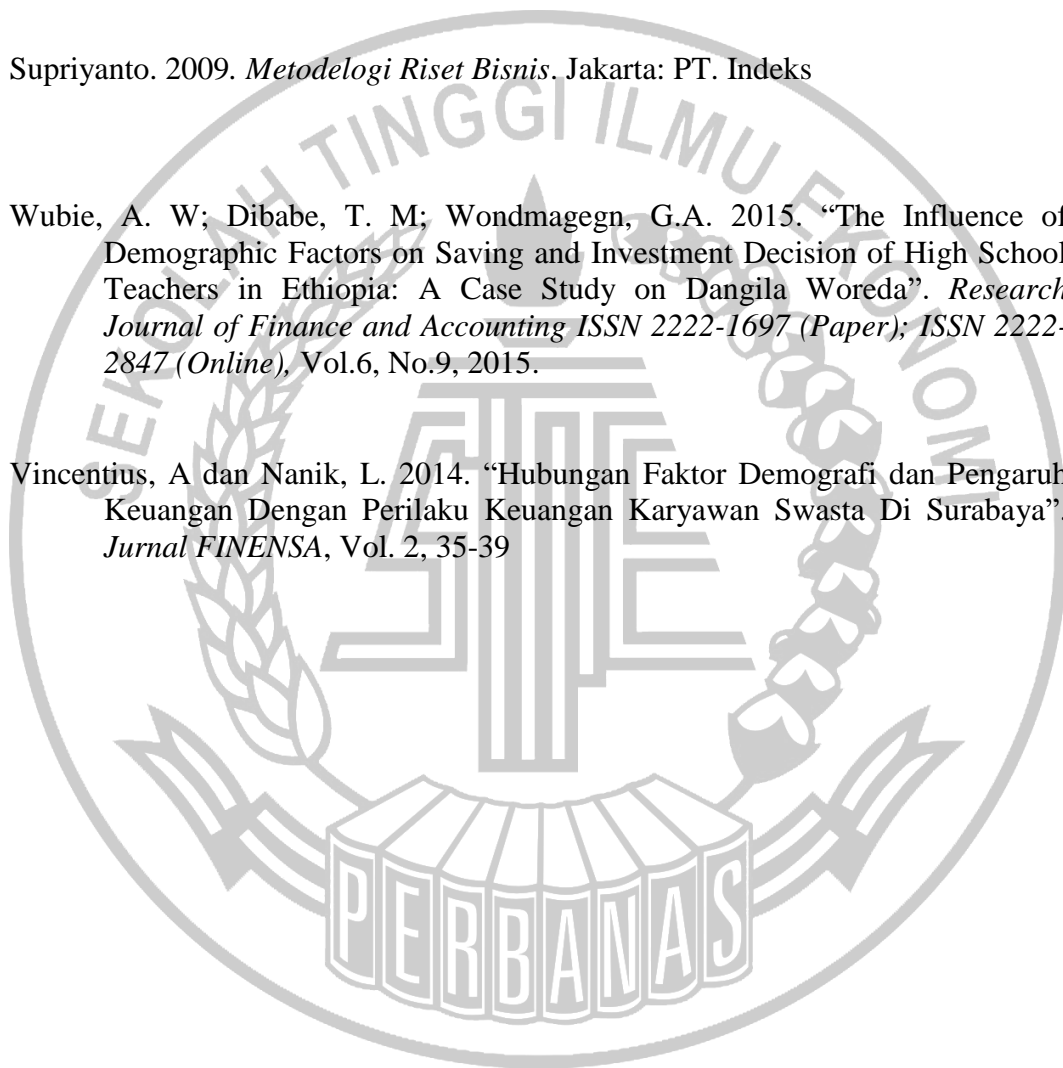 Supriyanto. 2009. Metodelogi Riset Bisnis. Jakarta: PT. Indeks
Wubie, A. W; Dibabe, T. M; Wondmagegn, G.A. 2015. “The Influence of
Demographic Factors on Saving and Investment Decision of High School
Teachers in Ethiopia: A Case Study on Dangila Woreda”. Research
Journal of Finance and Accounting ISSN 2222-1697 (Paper); ISSN 2222-
2847 (Online), Vol.6, No.9, 2015.
Vincentius, A dan Nanik, L. 2014. “Hubungan Faktor Demografi dan Pengaruh
Keuangan Dengan Perilaku Keuangan Karyawan Swasta Di Surabaya”.
Jurnal FINENSA, Vol. 2, 35-39
SEKOLAH TINGGI ILMU EKONOMI
PERBANAS